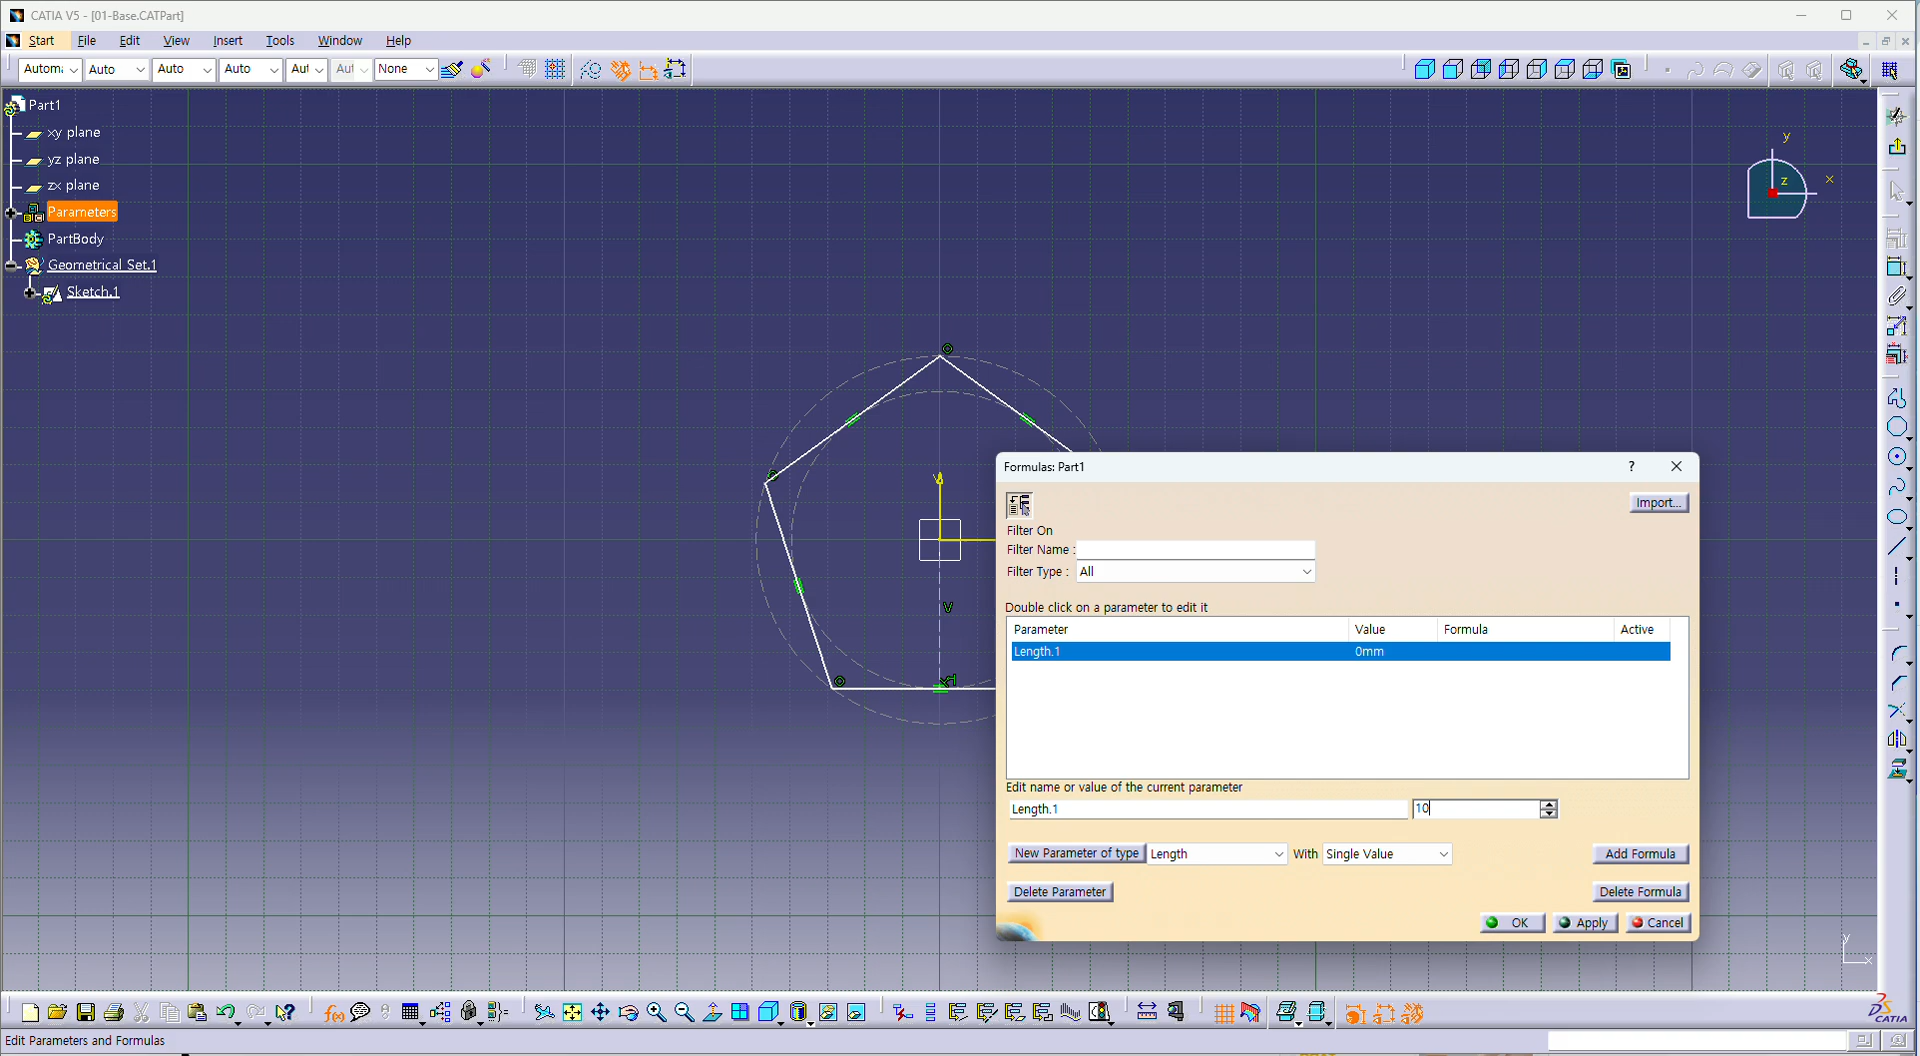 CATIA V5 - [01-Base.CATPart]
Start File Edit View Insert Tools Window Help
Auto Auto Auto Aut Aut None
Part1
xy plane
yz plane
zx plane
Parameters
PartBody
Geometrical Set.1
Sketch.1
y
x
z
V
Formulas: Part1
?
Import...
Filter On
Filter Name :
Filter Type : All
Double click on a parameter to edit it
Parameter Value Formula Active
Length.1 0mm
Edit name or value of the current parameter
Length.1 10
New Parameter of type Length With Single Value Add Formula
Delete Parameter Delete Formula
OK Apply Cancel
y
x
CATIA
Edit Parameters and Formulas